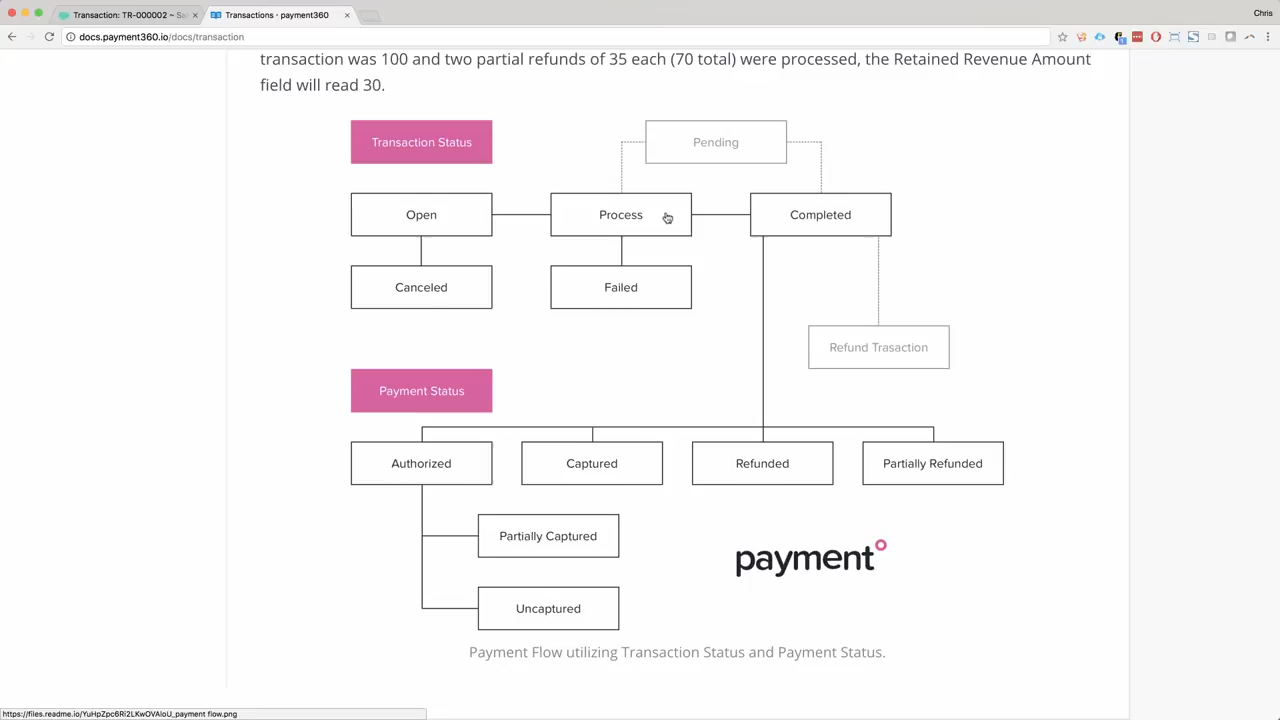 Transaction: TR-000002 ~ Sa
Transactions · payment360
Chris
docs.payment360.io/docs/transaction
transaction was 100 and two partial refunds of 35 each (70 total) were processed, the Retained Revenue Amount
field will read 30.
Transaction Status
Pending
Open
Process
Completed
Canceled
Failed
Refund Trasaction
Payment Status
Authorized
Captured
Refunded
Partially Refunded
Partially Captured
payment
Uncaptured
Payment Flow utilizing Transaction Status and Payment Status.
https://files.readme.io/YuHpZpc6Ri2LKwOVAloU_payment flow.png